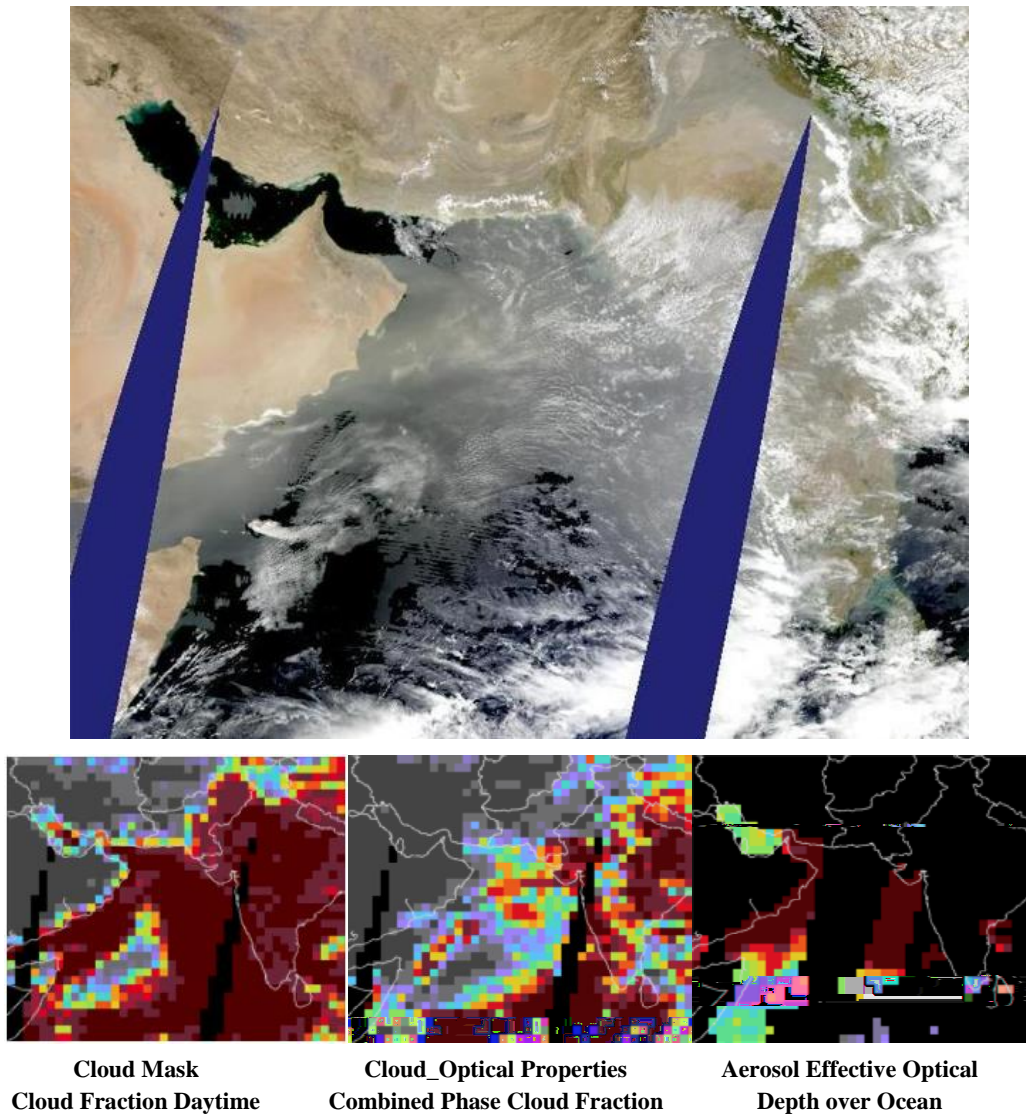 Cloud Mask
Cloud Fraction Daytime
Cloud_Optical Properties
Combined Phase Cloud Fraction
Aerosol Effective Optical
Depth over Ocean